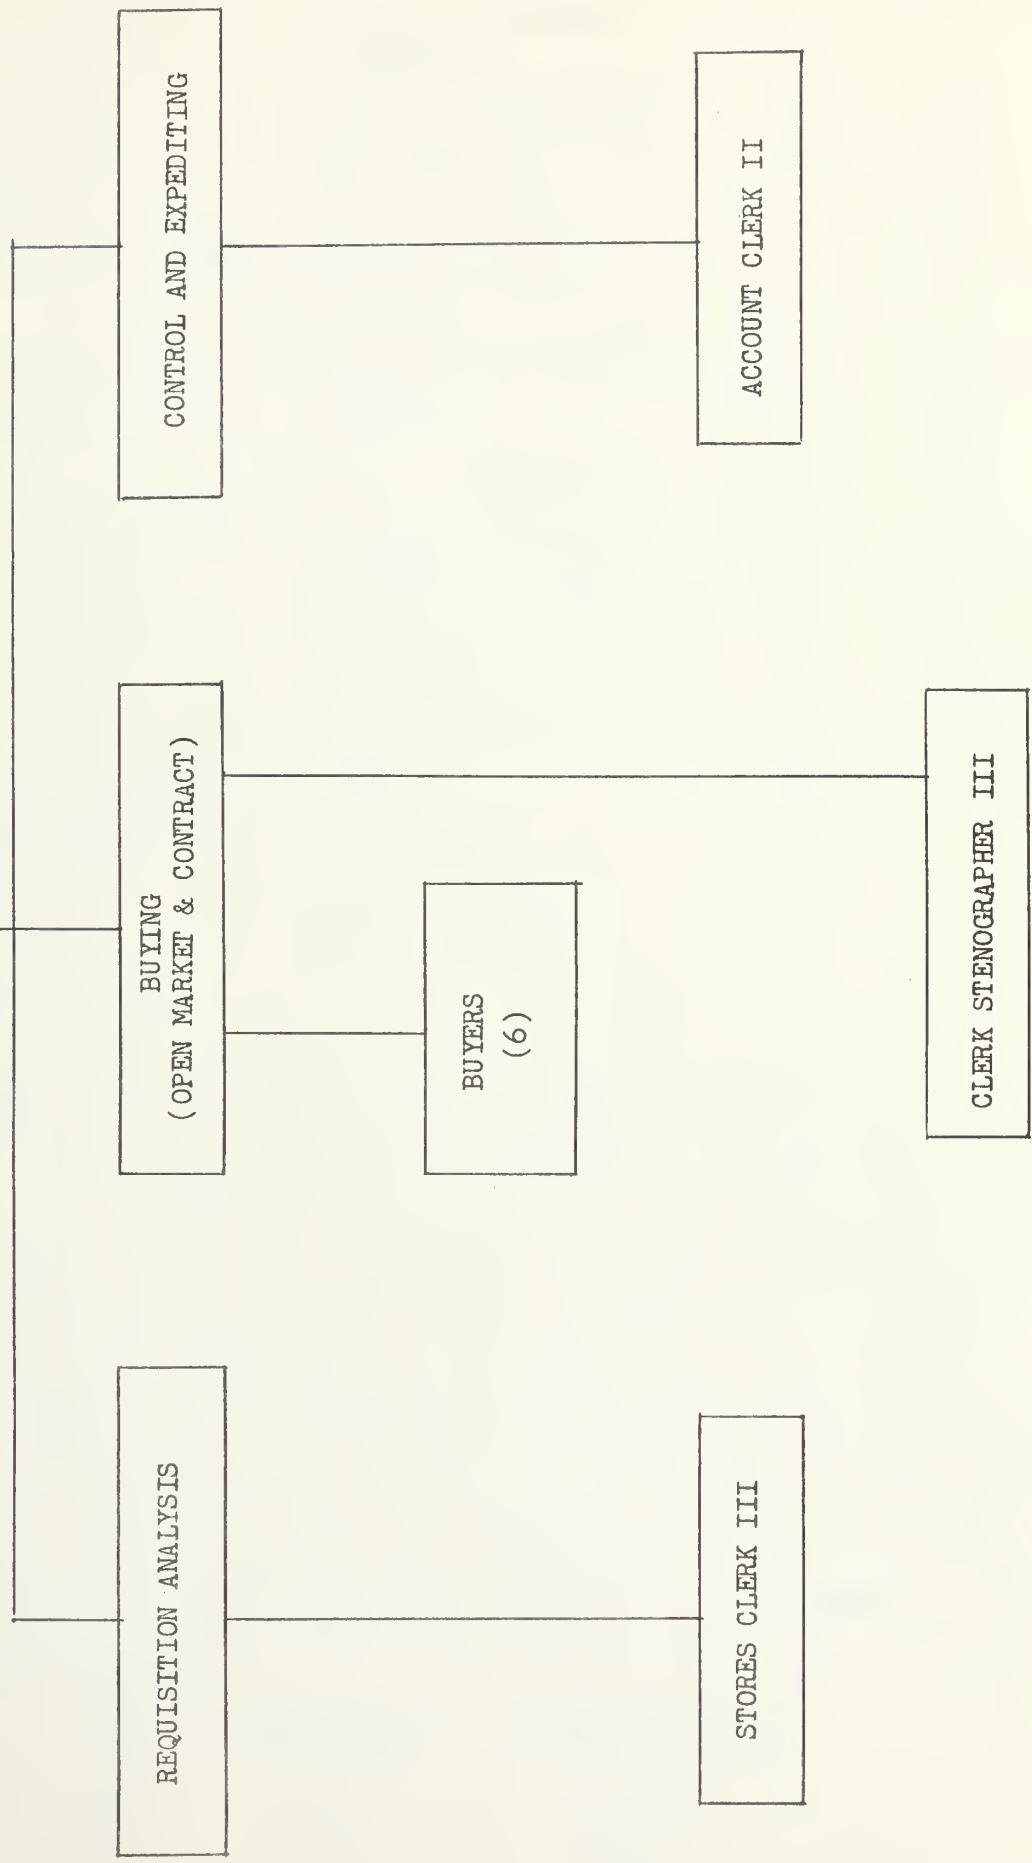 REQUISITION ANALYSIS
BUYING
(OPEN MARKET & CONTRACT)
CONTROL AND EXPEDITING
BUYERS
(6)
STORES CLERK III
ACCOUNT CLERK II
CLERK STENOGRAPHER III